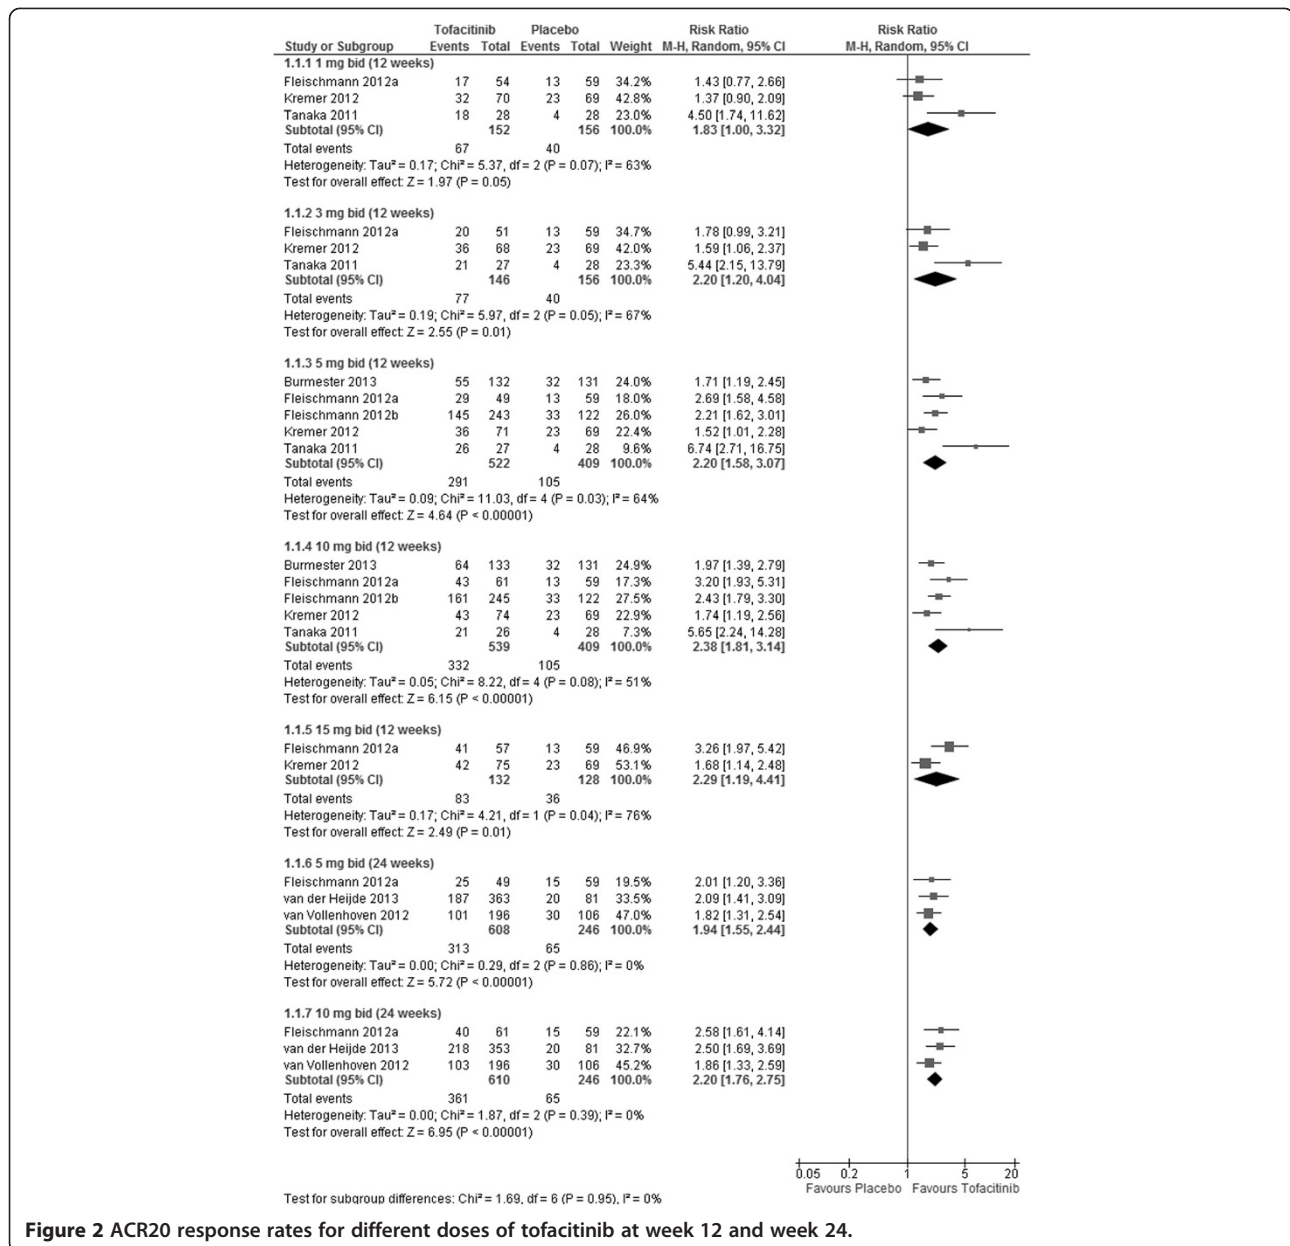 Tofacitinib Placebo Risk Ratio Risk Ratio
Study or Subgroup Events Total Events Total Weight M-H, Random, 95% CI M-H, Random, 95% CI
1.1.1 1 mg bid (12 weeks)
Fleischmann 2012a 17 54 13 59 34.2% 1.43 [0.77, 2.66]
Kremer 2012 32 70 23 69 42.8% 1.37 [0.90, 2.09]
Tanaka 2011 18 28 4 28 23.0% 4.50 [1.74, 11.62]
Subtotal (95% CI) 152 156 100.0% 1.83 [1.00, 3.32]
Total events 67 40
Heterogeneity: Tau² = 0.17; Chi² = 5.37, df = 2 (P = 0.07); I² = 63%
Test for overall effect: Z = 1.97 (P = 0.05)
1.1.2 3 mg bid (12 weeks)
Fleischmann 2012a 20 51 13 59 34.7% 1.78 [0.99, 3.21]
Kremer 2012 36 68 23 69 42.0% 1.59 [1.06, 2.37]
Tanaka 2011 21 27 4 28 23.3% 5.44 [2.15, 13.79]
Subtotal (95% CI) 146 156 100.0% 2.20 [1.20, 4.04]
Total events 77 40
Heterogeneity: Tau² = 0.19; Chi² = 5.97, df = 2 (P = 0.05); I² = 67%
Test for overall effect: Z = 2.55 (P = 0.01)
1.1.3 5 mg bid (12 weeks)
Burmester 2013 55 132 32 131 24.0% 1.71 [1.19, 2.45]
Fleischmann 2012a 29 49 13 59 18.0% 2.69 [1.58, 4.58]
Fleischmann 2012b 145 243 33 122 26.0% 2.21 [1.62, 3.01]
Kremer 2012 36 71 23 69 22.4% 1.52 [1.01, 2.28]
Tanaka 2011 26 27 4 28 9.6% 6.74 [2.71, 16.75]
Subtotal (95% CI) 522 409 100.0% 2.20 [1.58, 3.07]
Total events 291 105
Heterogeneity: Tau² = 0.09; Chi² = 11.03, df = 4 (P = 0.03); I² = 64%
Test for overall effect: Z = 4.64 (P < 0.00001)
1.1.4 10 mg bid (12 weeks)
Burmester 2013 64 133 32 131 24.9% 1.97 [1.39, 2.79]
Fleischmann 2012a 43 61 13 59 17.3% 3.20 [1.93, 5.31]
Fleischmann 2012b 161 245 33 122 27.5% 2.43 [1.79, 3.30]
Kremer 2012 43 74 23 69 22.9% 1.74 [1.19, 2.56]
Tanaka 2011 21 26 4 28 7.3% 5.65 [2.24, 14.28]
Subtotal (95% CI) 539 409 100.0% 2.38 [1.81, 3.14]
Total events 332 105
Heterogeneity: Tau² = 0.05; Chi² = 8.22, df = 4 (P = 0.08); I² = 51%
Test for overall effect: Z = 6.15 (P < 0.00001)
1.1.5 15 mg bid (12 weeks)
Fleischmann 2012a 41 57 13 59 46.9% 3.26 [1.97, 5.42]
Kremer 2012 42 75 23 69 53.1% 1.68 [1.14, 2.48]
Subtotal (95% CI) 132 128 100.0% 2.29 [1.19, 4.41]
Total events 83 36
Heterogeneity: Tau² = 0.17; Chi² = 4.21, df = 1 (P = 0.04); I² = 76%
Test for overall effect: Z = 2.49 (P = 0.01)
1.1.6 5 mg bid (24 weeks)
Fleischmann 2012a 25 49 15 59 19.5% 2.01 [1.20, 3.36]
van der Heijde 2013 187 363 20 81 33.5% 2.09 [1.41, 3.09]
van Vollenhoven 2012 101 196 30 106 47.0% 1.82 [1.31, 2.54]
Subtotal (95% CI) 608 246 100.0% 1.94 [1.55, 2.44]
Total events 313 65
Heterogeneity: Tau² = 0.00; Chi² = 0.29, df = 2 (P = 0.86); I² = 0%
Test for overall effect: Z = 5.72 (P < 0.00001)
1.1.7 10 mg bid (24 weeks)
Fleischmann 2012a 40 61 15 59 22.1% 2.58 [1.61, 4.14]
van der Heijde 2013 218 353 20 81 32.7% 2.50 [1.69, 3.69]
van Vollenhoven 2012 103 196 30 106 45.2% 1.86 [1.33, 2.59]
Subtotal (95% CI) 610 246 100.0% 2.20 [1.76, 2.75]
Total events 361 65
Heterogeneity: Tau² = 0.00; Chi² = 1.87, df = 2 (P = 0.39); I² = 0%
Test for overall effect: Z = 6.95 (P < 0.00001)
0.05 0.2 1 5 20
Favours Placebo Favours Tofacitinib
Test for subgroup differences: Chi² = 1.69, df = 6 (P = 0.95), I² = 0%
Figure 2 ACR20 response rates for different doses of tofacitinib at week 12 and week 24.